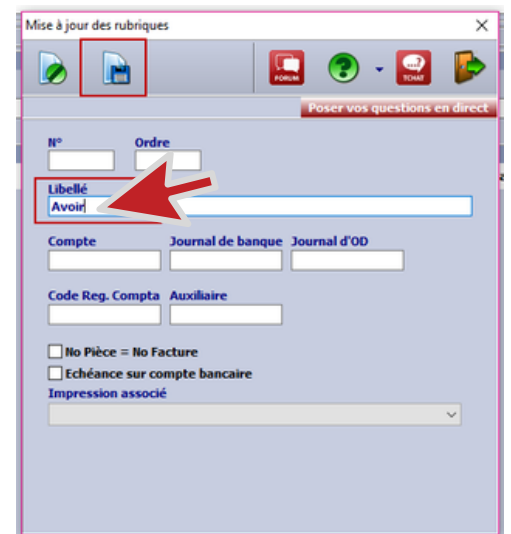 Mise à jour des rubriques
FORUM
...?
TCHAT
Poser vos questions en direct
N° Ordre
Libellé
Avoir
Compte Journal de banque Journal d'OD
Code Reg. Compta Auxiliaire
No Pièce = No Facture
Echéance sur compte bancaire
Impression associé